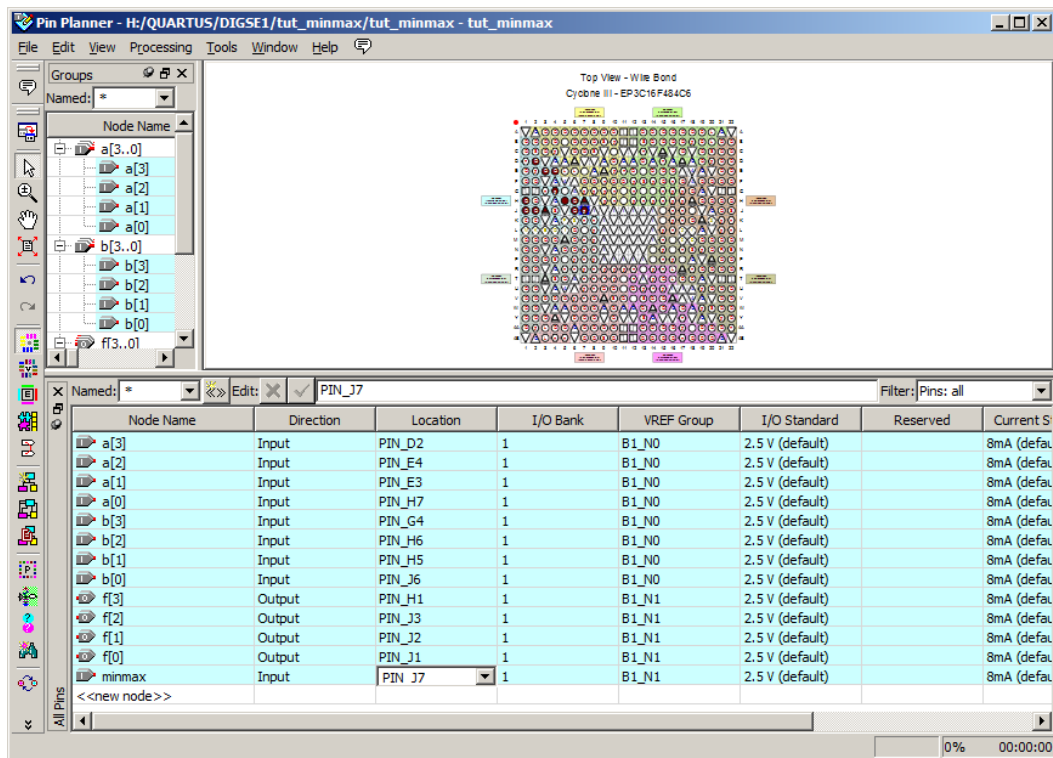 Pin Planner - H:/QUARTUS/DIGSE1/tut_minmax/tut_minmax - tut_minmax
File Edit View Processing Tools Window Help
Groups
Named: *
Node Name
a[3..0]
a[3]
a[2]
a[1]
a[0]
b[3..0]
b[3]
b[2]
b[1]
b[0]
f[3..0]
Top View - Wire Bond
Cyclone III - EP3C16F484C6
Named: * Edit: PIN_J7 Filter: Pins: all
Node Name Direction Location I/O Bank VREF Group I/O Standard Reserved Current S
a[3] Input PIN_D2 1 B1_N0 2.5 V (default) 8mA (defau
a[2] Input PIN_E4 1 B1_N0 2.5 V (default) 8mA (defau
a[1] Input PIN_E3 1 B1_N0 2.5 V (default) 8mA (defau
a[0] Input PIN_H7 1 B1_N0 2.5 V (default) 8mA (defau
b[3] Input PIN_G4 1 B1_N0 2.5 V (default) 8mA (defau
b[2] Input PIN_H6 1 B1_N0 2.5 V (default) 8mA (defau
b[1] Input PIN_H5 1 B1_N0 2.5 V (default) 8mA (defau
b[0] Input PIN_J6 1 B1_N0 2.5 V (default) 8mA (defau
f[3] Output PIN_H1 1 B1_N1 2.5 V (default) 8mA (defau
f[2] Output PIN_J3 1 B1_N1 2.5 V (default) 8mA (defau
f[1] Output PIN_J2 1 B1_N1 2.5 V (default) 8mA (defau
f[0] Output PIN_J1 1 B1_N1 2.5 V (default) 8mA (defau
minmax Input PIN_J7 1 B1_N1 2.5 V (default) 8mA (defau
<<new node>>
All Pins
0% 00:00:00